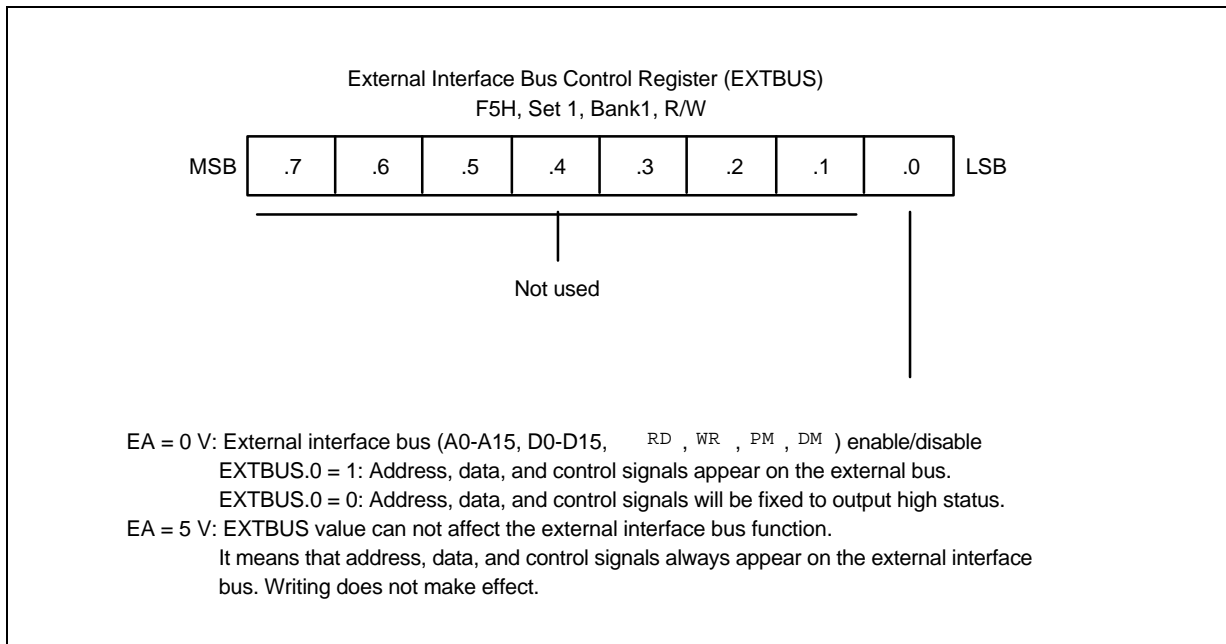 External Interface Bus Control Register (EXTBUS)
F5H, Set 1, Bank1, R/W
MSB .7 .6 .5 .4 .3 .2 .1 .0 LSB
Not used
EA = 0 V: External interface bus (A0-A15, D0-D15, RD , WR , PM , DM ) enable/disable
EXTBUS.0 = 1: Address, data, and control signals appear on the external bus.
EXTBUS.0 = 0: Address, data, and control signals will be fixed to output high status.
EA = 5 V: EXTBUS value can not affect the external interface bus function.
It means that address, data, and control signals always appear on the external interface
bus. Writing does not make effect.